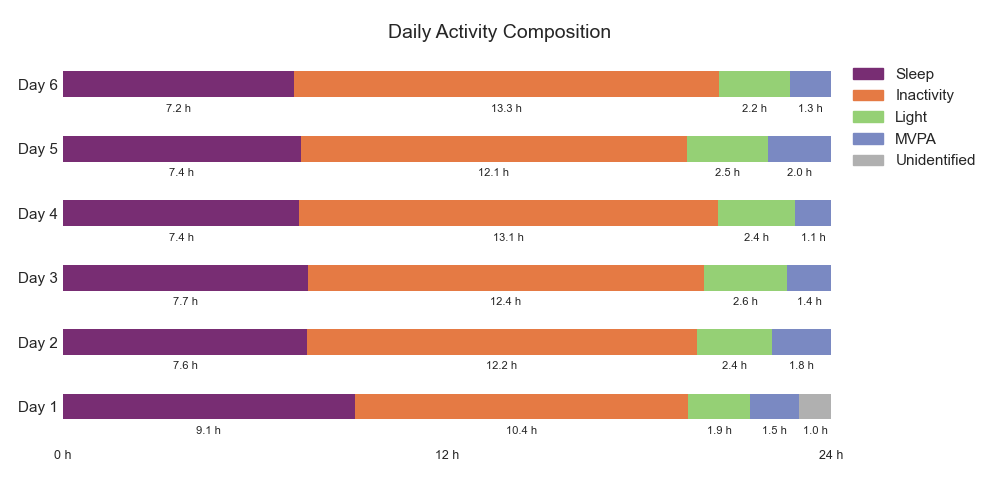 Daily Activity Composition
Sleep
Inactivity
Light
MVPA
Unidentified
Day 6
7.2 h 13.3 h 2.2 h 1.3 h
Day 5
7.4 h 12.1 h 2.5 h 2.0 h
Day 4
7.4 h 13.1 h 2.4 h 1.1 h
Day 3
7.7 h 12.4 h 2.6 h 1.4 h
Day 2
7.6 h 12.2 h 2.4 h 1.8 h
Day 1
9.1 h 10.4 h 1.9 h 1.5 h 1.0 h
0 h 12 h 24 h